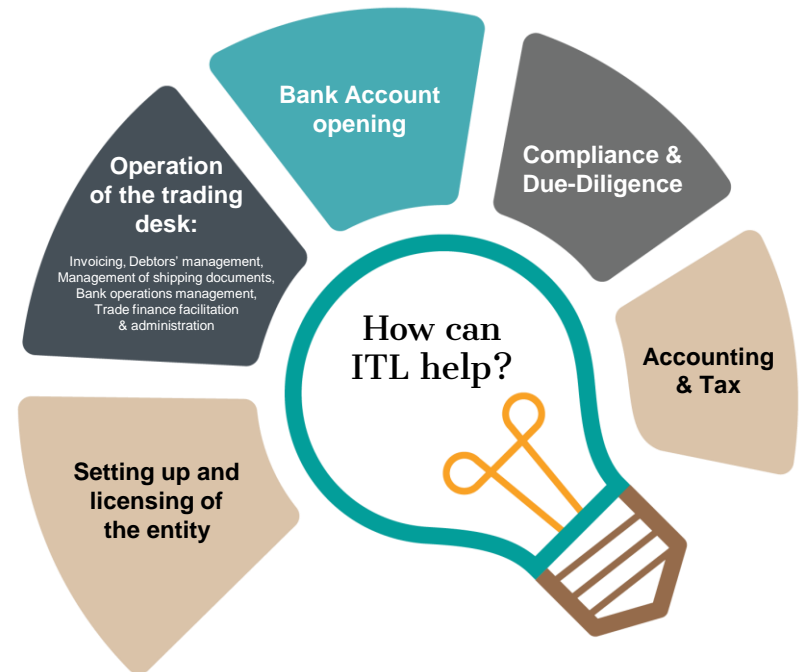 Bank Account
opening
Compliance &
Due-Diligence
Operation
of the trading
desk:
Invoicing, Debtors' management,
Management of shipping documents,
Bank operations management,
Trade finance facilitation
& administration
How can
ITL help?
Accounting
& Tax
Setting up and
licensing of
the entity